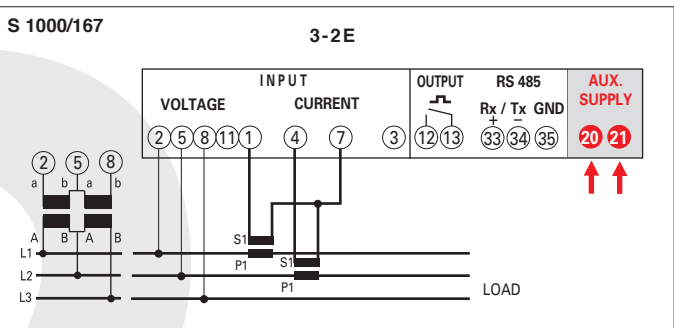 S 1000/167
3-2E
INPUT
OUTPUT
RS 485
AUX.
SUPPLY
VOLTAGE
CURRENT
Rx / Tx GND
+ −
2 5 8 11 1 4 7 3 12 13 33 34 35 20 21
2 5 8
a b a b
A B A B
S1
P1
S1
P1
L1
L2
L3
LOAD